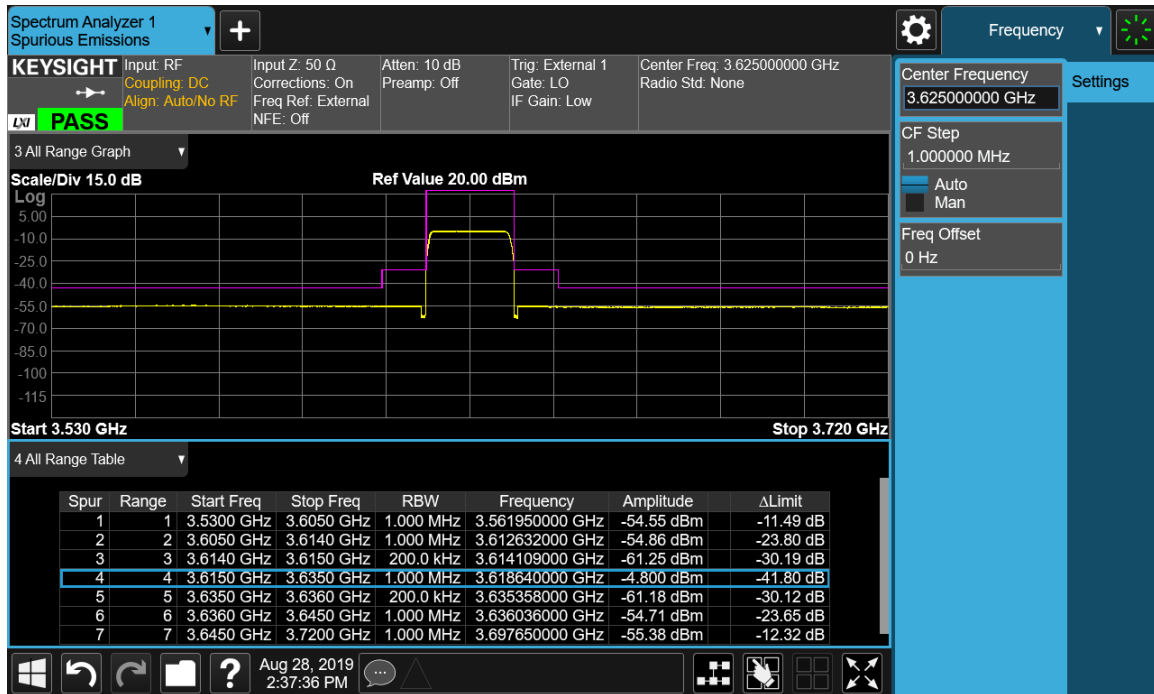 Spectrum Analyzer 1
Spurious Emissions
Frequency
KEYSIGHT
LXI PASS
Input: RF
Coupling: DC
Align: Auto/No RF
Input Z: 50 Ω
Corrections: On
Freq Ref: External
NFE: Off
Atten: 10 dB
Preamp: Off
Trig: External 1
Gate: LO
IF Gain: Low
Center Freq: 3.625000000 GHz
Radio Std: None
Center Frequency
3.625000000 GHz
Settings
CF Step
1.000000 MHz
Auto
Man
Freq Offset
0 Hz
3 All Range Graph
Scale/Div 15.0 dB Ref Value 20.00 dBm
Log
5.00
-10.0
-25.0
-40.0
-55.0
-70.0
-85.0
-100
-115
Start 3.530 GHz Stop 3.720 GHz
4 All Range Table
Spur Range Start Freq Stop Freq RBW Frequency Amplitude ΔLimit
1 1 3.5300 GHz 3.6050 GHz 1.000 MHz 3.561950000 GHz -54.55 dBm -11.49 dB
2 2 3.6050 GHz 3.6140 GHz 1.000 MHz 3.612632000 GHz -54.86 dBm -23.80 dB
3 3 3.6140 GHz 3.6150 GHz 200.0 kHz 3.614109000 GHz -61.25 dBm -30.19 dB
4 4 3.6150 GHz 3.6350 GHz 1.000 MHz 3.618640000 GHz -4.800 dBm -41.80 dB
5 5 3.6350 GHz 3.6360 GHz 200.0 kHz 3.635358000 GHz -61.18 dBm -30.12 dB
6 6 3.6360 GHz 3.6450 GHz 1.000 MHz 3.636036000 GHz -54.71 dBm -23.65 dB
7 7 3.6450 GHz 3.7200 GHz 1.000 MHz 3.697650000 GHz -55.38 dBm -12.32 dB
Aug 28, 2019
2:37:36 PM